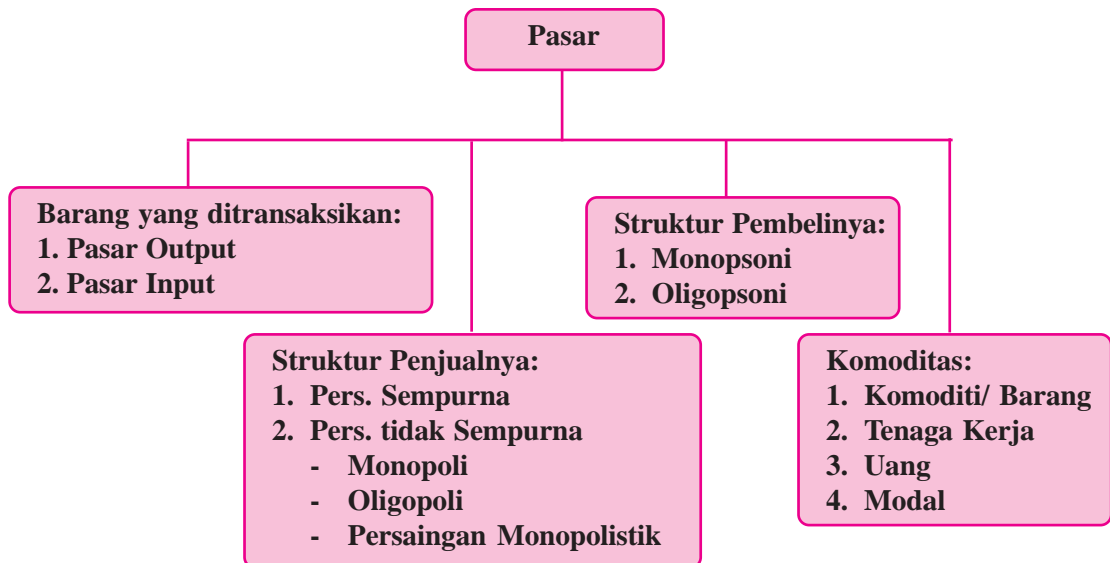 Pasar
Barang yang ditransaksikan:
1. Pasar Output
2. Pasar Input
Struktur Penjualnya:
1. Pers. Sempurna
2. Pers. tidak Sempurna
- Monopoli
- Oligopoli
- Persaingan Monopolistik
Struktur Pembelinya:
1. Monopsoni
2. Oligopsoni
Komoditas:
1. Komoditi/ Barang
2. Tenaga Kerja
3. Uang
4. Modal